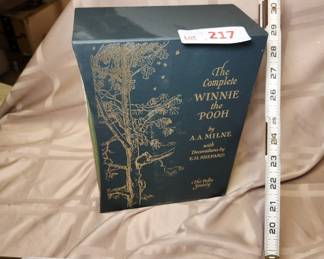 LOT 217
The
Complete
WINNIE
the
POOH
by
A.A. MILNE
with
Decorations by
E.H. SHEPARD
The Folio
Society
30
29
28
27
26
25
24
23
22
21
20